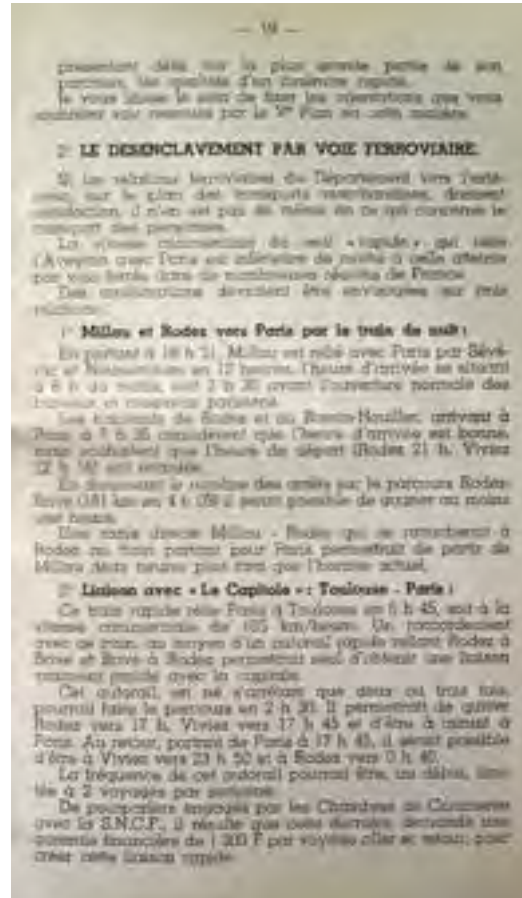 — 19 —
présentant déjà sur la plus grande partie de son
parcours, les qualités d'un itinéraire rapide.
Je vous laisse le soin de fixer les orientations que vous
souhaitez voir retenues par le Vᵉ Plan en cette matière.
2° LE DESENCLAVEMENT PAR VOIE FERROVIAIRE.
Si les relations ferroviaires du Département vers l'exté-
rieur, sur le plan des transports marchandises, donnent
satisfaction, il n'en est pas de même en ce qui concerne le
transport des personnes.
La vitesse commerciale du seul « rapide » qui relie
l'Aveyron avec Paris est inférieure de moitié à celle atteinte
par voie ferrée dans de nombreuses régions de France.
Des améliorations devraient être envisagées sur trois
relations.
1° Millau et Rodez vers Paris par le train de nuit :
En partant à 18 h 21, Millau est relié avec Paris par Sévé-
rac et Neussargues en 12 heures, l'heure d'arrivée se situant
à 6 h du matin, soit 2 h 30 avant l'ouverture normale des
bureaux et magasins parisiens.
Les habitants de Rodez et du Bassin Houiller, arrivant à
Paris à 7 h 35 considèrent que l'heure d'arrivée est bonne,
mais souhaitent que l'heure de départ (Rodez 21 h, Viviez
22 h) soit retardée.
En diminuant le nombre des arrêts sur le parcours Rodez-
Brive il serait possible de gagner au moins
une heure.
Une rame directe Millau - Rodez qui se rattacherait à
Rodez au train partant pour Paris permettrait de partir de
Millau deux heures plus tard que l'horaire actuel.
2° Liaison avec « Le Capitole » : Toulouse - Paris :
Ce train rapide relie Paris à Toulouse en 6 h 45, soit à la
vitesse commerciale de 105 km/heure. Un raccordement
avec ce train, au moyen d'un autorail rapide reliant Rodez à
Brive et Brive à Rodez permettrait seul d'obtenir une liaison
vraiment rapide avec la capitale.
Cet autorail, en ne s'arrêtant que deux ou trois fois,
pourrait faire le parcours en 2 h 30. Il permettrait de quitter
Rodez vers 17 h, Viviez vers 17 h 45 et d'être à minuit à
Paris. Au retour, partant de Paris à 17 h 45, il serait possible
d'être à Viviez vers 23 h 50 et à Rodez vers 0 h 40.
La fréquence de cet autorail pourrait être, au début, limi-
tée à 2 voyages par semaine.
De pourparlers engagés par les Chambres de Commerce
avec la S.N.C.F., il résulte que cette dernière demande une
garantie financière de 1 200 F par voyage aller et retour, pour
créer cette liaison rapide.